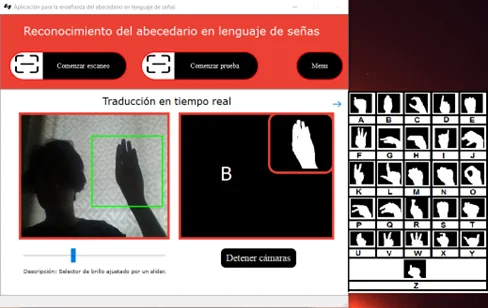 Aplicación para la enseñanza del abecedario en lenguaje de señas
Reconocimiento del abecedario en lenguaje de señas
Comenzar escaneo
Comenzar prueba
Menu
Traducción en tiempo real
B
Descripción: Selector de brillo ajustado por un slider.
Detener cámaras
A B C D E
F G H I J
K L M N O
P Q R S T
U V W X Y
Z